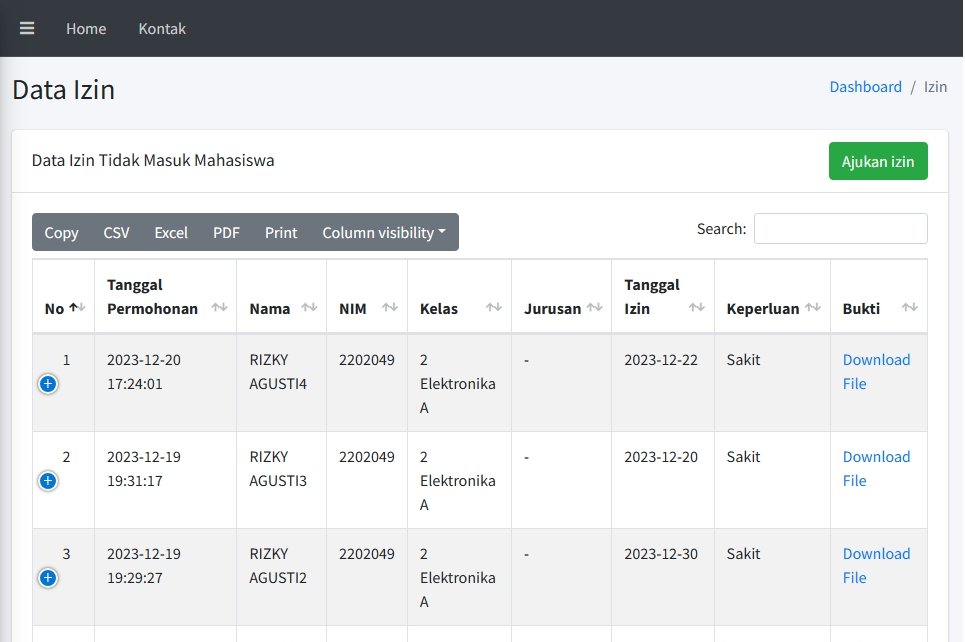 Home Kontak
Data Izin
Dashboard / Izin
Data Izin Tidak Masuk Mahasiswa
Ajukan izin
Copy CSV Excel PDF Print Column visibility
Search:
No Tanggal Permohonan Nama NIM Kelas Jurusan Tanggal Izin Keperluan Bukti
1 2023-12-20 17:24:01 RIZKY AGUSTI4 2202049 2 Elektronika A - 2023-12-22 Sakit Download File
2 2023-12-19 19:31:17 RIZKY AGUSTI3 2202049 2 Elektronika A - 2023-12-20 Sakit Download File
3 2023-12-19 19:29:27 RIZKY AGUSTI2 2202049 2 Elektronika A - 2023-12-30 Sakit Download File